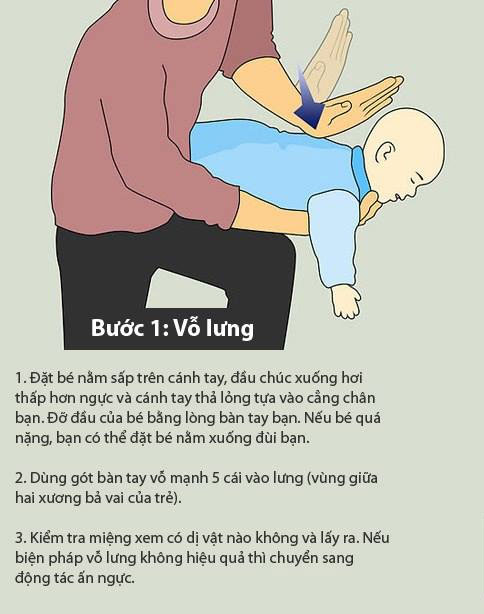 Bước 1: Vỗ lưng
1. Đặt bé nằm sấp trên cánh tay, đầu chúc xuống hơi
thấp hơn ngực và cánh tay thả lỏng tựa vào cẳng chân
bạn. Đỡ đầu của bé bằng lòng bàn tay bạn. Nếu bé quá
nặng, bạn có thể đặt bé nằm xuống đùi bạn.
2. Dùng gót bàn tay vỗ mạnh 5 cái vào lưng (vùng giữa
hai xương bả vai của trẻ).
3. Kiểm tra miệng xem có dị vật nào không và lấy ra. Nếu
biện pháp vỗ lưng không hiệu quả thì chuyển sang
động tác ấn ngực.